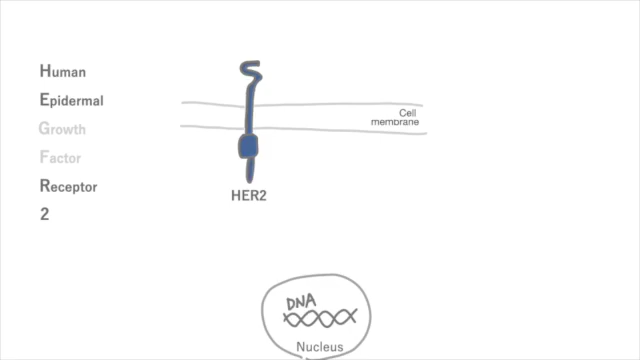 Human
Epidermal
Growth
Factor
Receptor
2
Cell
membrane
HER2
DNA
Nucleus